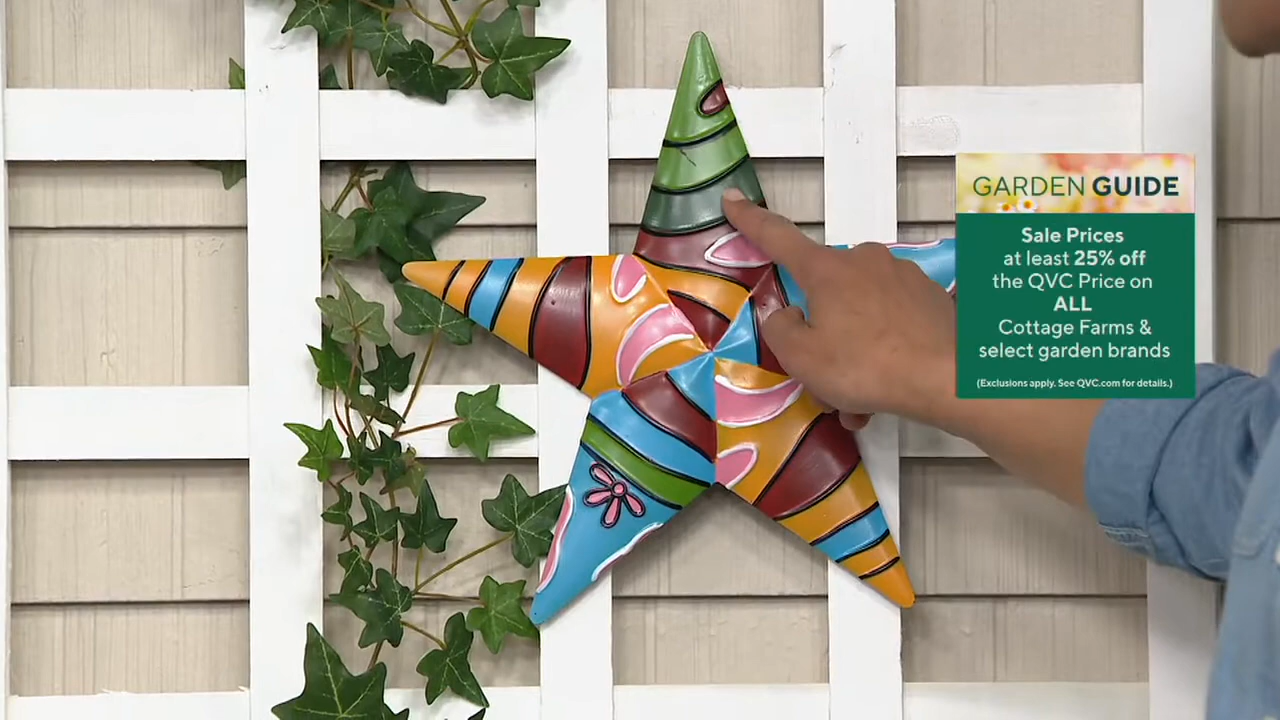 GARDEN GUIDE
Sale Prices
at least 25% off
the QVC Price on
ALL
Cottage Farms &
select garden brands
(Exclusions apply. See QVC.com for details.)